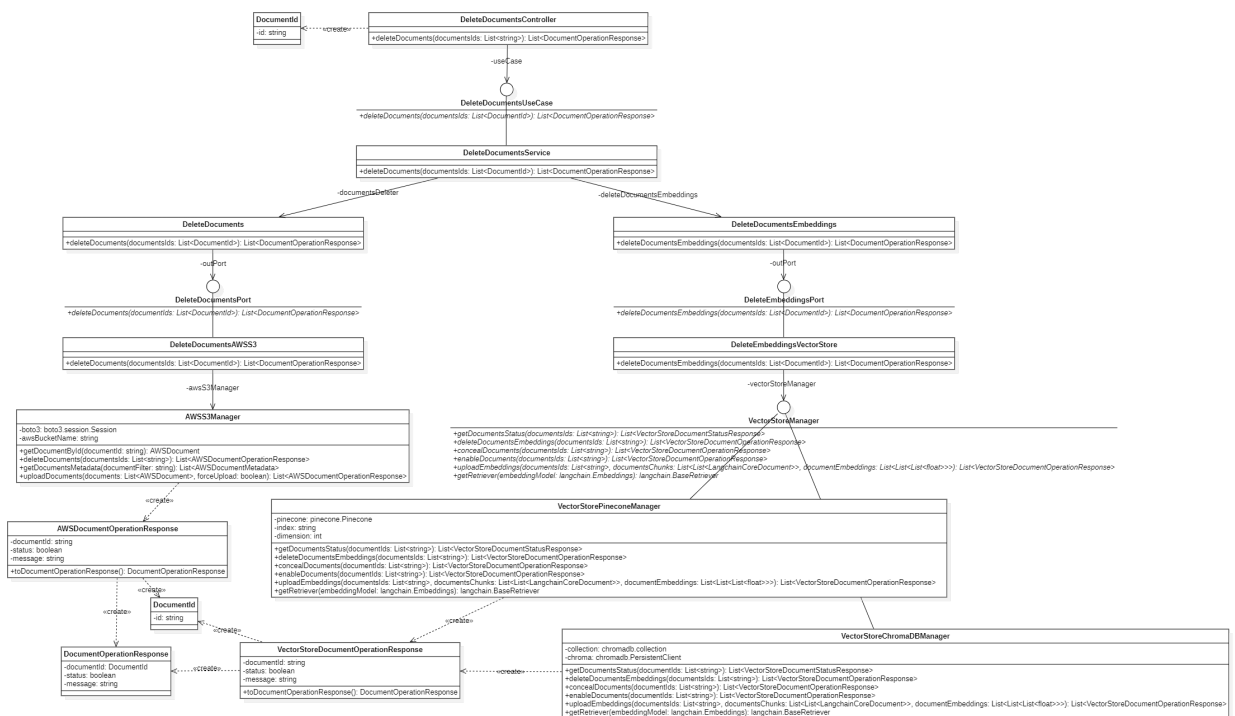 DocumentId
-id: string
«create»
DeleteDocumentsController
+deleteDocuments(documentsIds: List<string>): List<DocumentOperationResponse>
-useCase
DeleteDocumentsUseCase
+deleteDocuments(documentsIds: List<DocumentId>): List<DocumentOperationResponse>
DeleteDocumentsService
+deleteDocuments(documentsIds: List<DocumentId>): List<DocumentOperationResponse>
-documentsDeleter
-deleteDocumentsEmbeddings
DeleteDocuments
+deleteDocuments(documentsIds: List<DocumentId>): List<DocumentOperationResponse>
DeleteDocumentsEmbeddings
+deleteDocumentsEmbeddings(documentsIds: List<DocumentId>): List<DocumentOperationResponse>
-outPort
-outPort
DeleteDocumentsPort
+deleteDocuments(documentIds: List<DocumentId>): List<DocumentOperationResponse>
DeleteEmbeddingsPort
+deleteDocumentsEmbeddings(documentsIds: List<DocumentId>): List<DocumentOperationResponse>
DeleteDocumentsAWSS3
+deleteDocuments(documentsIds: List<DocumentId>): List<DocumentOperationResponse>
DeleteEmbeddingsVectorStore
+deleteDocumentsEmbeddings(documentsIds: List<DocumentId>): List<DocumentOperationResponse>
-awsS3Manager
-vectorStoreManager
AWSS3Manager
-boto3: boto3.session.Session
-awsBucketName: string
+getDocumentById(documentId: string): AWSDocument
+deleteDocuments(documentsIds: List<string>): List<AWSDocumentOperationResponse>
+getDocumentsMetadata(documentFilter: string): List<AWSDocumentMetadata>
+uploadDocuments(documents: List<AWSDocument>, forceUpload: boolean): List<AWSDocumentOperationResponse>
VectorStoreManager
+getDocumentsStatus(documentsIds: List<string>): List<VectorStoreDocumentStatusResponse>
+deleteDocumentsEmbeddings(documentsIds: List<string>): List<VectorStoreDocumentOperationResponse>
+concealDocuments(documentsIds: List<string>): List<VectorStoreDocumentOperationResponse>
+enableDocuments(documentsIds: List<string>): List<VectorStoreDocumentOperationResponse>
+uploadEmbeddings(documentsIds: List<string>, documentsChunks: List<List<LangchainCoreDocument>>, documentEmbeddings: List<List<List<float>>>): List<VectorStoreDocumentOperationResponse>
+getRetriever(embeddingModel: langchain.Embeddings): langchain.BaseRetriever
«create»
AWSDocumentOperationResponse
-documentId: string
-status: boolean
-message: string
+toDocumentOperationResponse(): DocumentOperationResponse
VectorStorePineconeManager
-pinecone: pinecone.Pinecone
-index: string
-dimension: int
+getDocumentsStatus(documentIds: List<string>): List<VectorStoreDocumentStatusResponse>
+deleteDocumentsEmbeddings(documentsIds: List<string>): List<VectorStoreDocumentOperationResponse>
+concealDocuments(documentIds: List<string>): List<VectorStoreDocumentOperationResponse>
+enableDocuments(documentIds: List<string>): List<VectorStoreDocumentOperationResponse>
+uploadEmbeddings(documentsIds: List<string>, documentsChunks: List<List<LangchainCoreDocument>>, documentEmbeddings: List<List<List<float>>>): List<VectorStoreDocumentOperationResponse>
+getRetriever(embeddingModel: langchain.Embeddings): langchain.BaseRetriever
«create»
«create»
DocumentId
-id: string
«create»
«create»
DocumentOperationResponse
-documentId: DocumentId
-status: boolean
-message: string
«create»
VectorStoreDocumentOperationResponse
-documentId: string
-status: boolean
-message: string
+toDocumentOperationResponse(): DocumentOperationResponse
«create»
VectorStoreChromaDBManager
-collection: chromadb.collection
-chroma: chromadb.PersistentClient
+getDocumentsStatus(documentIds: List<string>): List<VectorStoreDocumentStatusResponse>
+deleteDocumentsEmbeddings(documentIds: List<string>): List<VectorStoreDocumentOperationResponse>
+concealDocuments(documentIds: List<string>): List<VectorStoreDocumentOperationResponse>
+enableDocuments(documentIds: List<string>): List<VectorStoreDocumentOperationResponse>
+uploadEmbeddings(documentsIds: List<string>, documentsChunks: List<List<LangchainCoreDocument>>, documentEmbeddings: List<List<List<float>>>): List<VectorStoreDocumentOperationResponse>
+getRetriever(embeddingModel: langchain.Embeddings): langchain.BaseRetriever